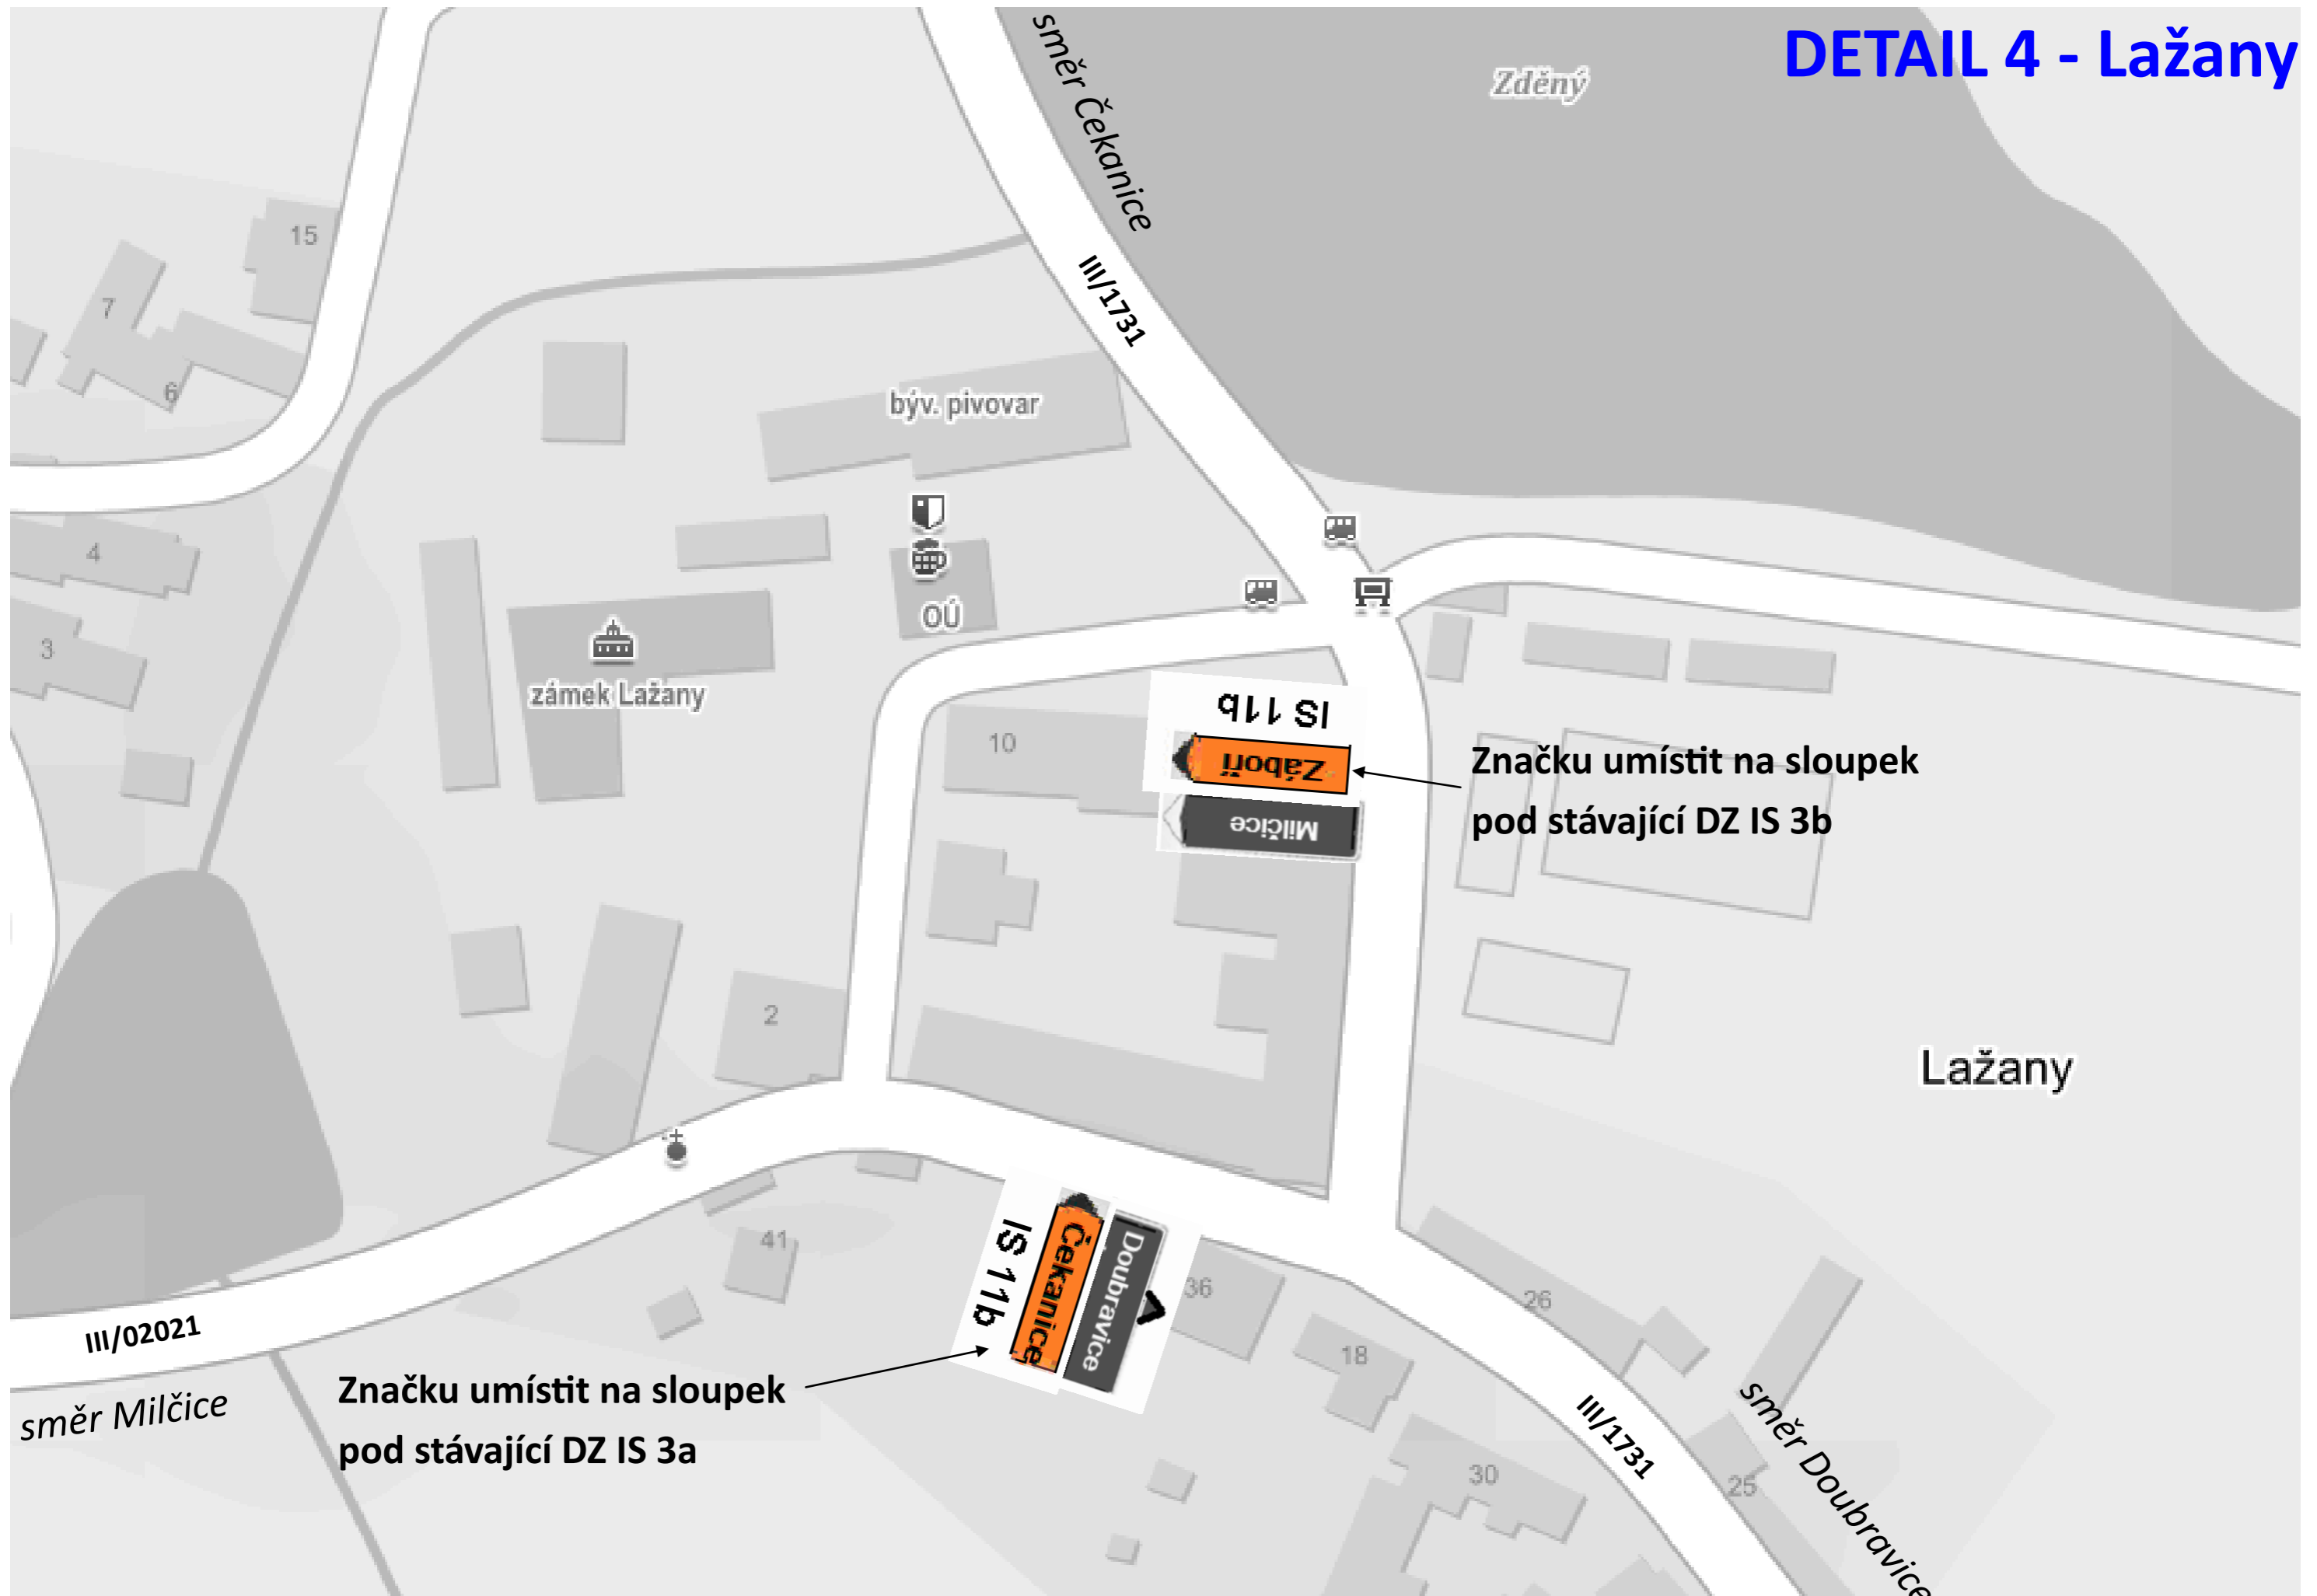 DETAIL 4 - Lažany
směr Čekanice
Zděný
15
III/1731
7
6
býv. pivovar
4
OÚ
3
zámek Lažany
IS 11b
10
Záboří
Značku umístit na sloupek
pod stávající DZ IS 3b
Milčice
2
Lažany
41
IS 11b
Čekanice
Doubravice
36
26
III/02021
18
směr Milčice
Značku umístit na sloupek
pod stávající DZ IS 3a
III/1731
směr Doubravice
30
25